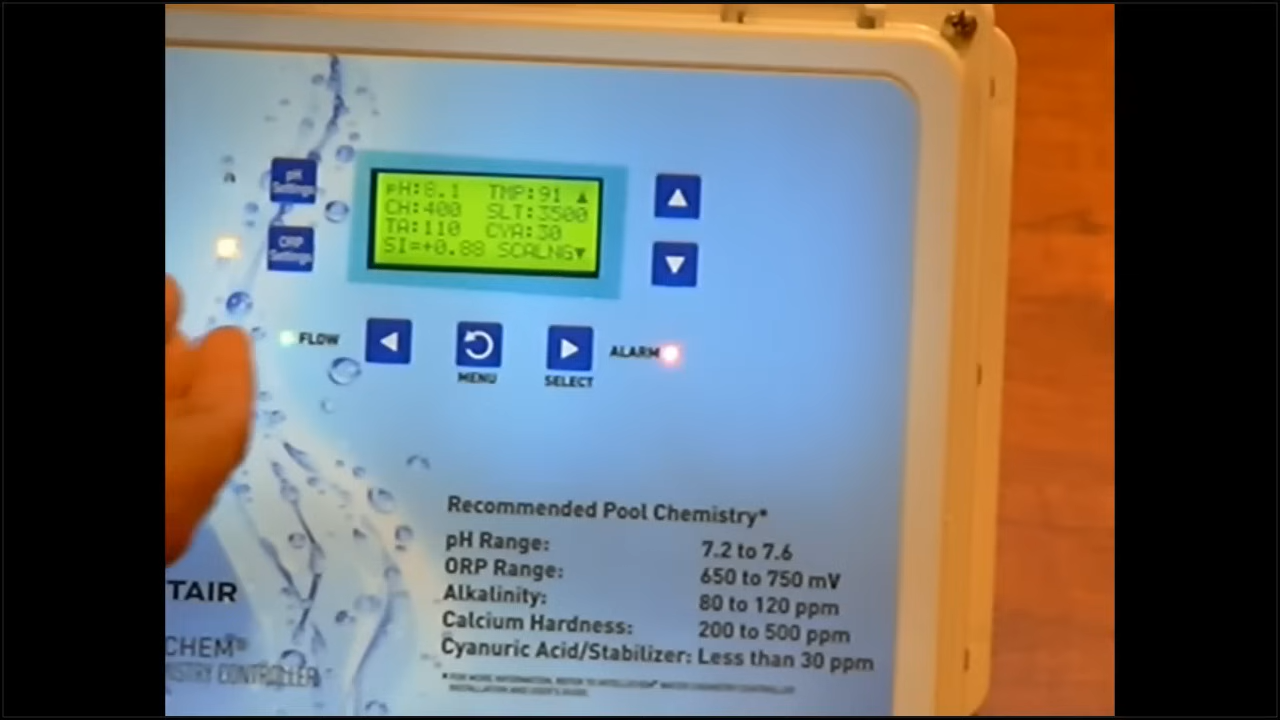 pH Settings
ORP Settings
pH:8.1 TMP:91 ▲
CH:400 SLT:3500
TA:110 CYA:30
SI=+0.88 SCALNG▼
FLOW
MENU
SELECT
ALARM
Recommended Pool Chemistry*
pH Range: 7.2 to 7.6
ORP Range: 650 to 750 mV
Alkalinity: 80 to 120 ppm
Calcium Hardness: 200 to 500 ppm
Cyanuric Acid/Stabilizer: Less than 30 ppm
TAIR
CHEM®
ISTRY CONTROLLER